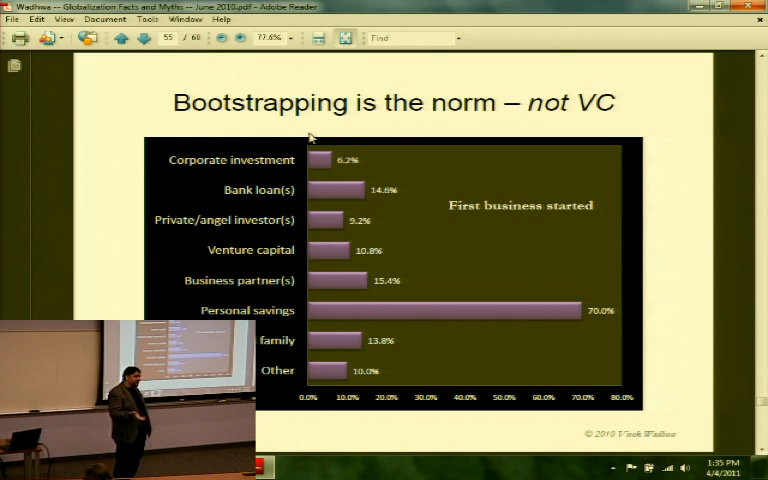 Wadhwa -- Globalization Facts and Myths -- June 2010.pdf - Adobe Reader
File Edit View Document Tools Window Help
55 / 60 77.6% Find
Bootstrapping is the norm – not VC
First business started
Corporate investment 6.2%
Bank loan(s) 14.6%
Private/angel investor(s) 9.2%
Venture capital 10.8%
Business partner(s) 15.4%
Personal savings 70.0%
family 13.8%
Other 10.0%
0.0% 10.0% 20.0% 30.0% 40.0% 50.0% 60.0% 70.0% 80.0%
© 2010 Vivek Wadhwa
1:35 PM
4/4/2011